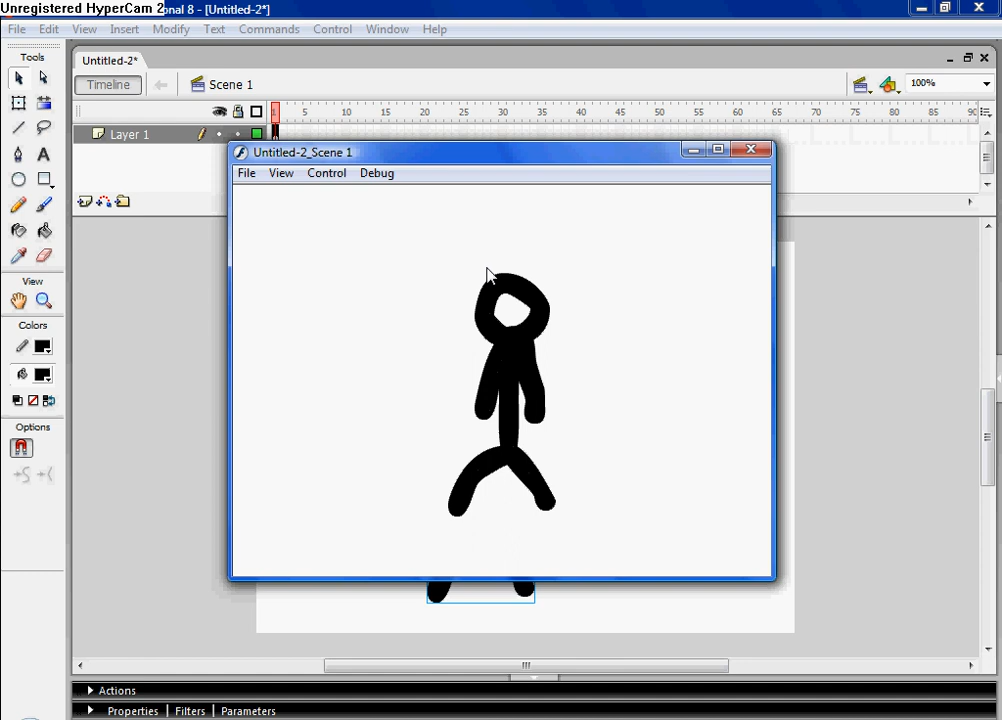 Unregistered HyperCam 2 onal 8 - [Untitled-2*]
File Edit View Insert Modify Text Commands Control Window Help
Tools
Untitled-2*
Timeline Scene 1 100%
1 5 10 15 20 25 30 35 40 45 50 55 60 65 70 75 80 85 90
Layer 1
Untitled-2_Scene 1
File View Control Debug
View
Colors
Options
Actions
Properties Filters Parameters